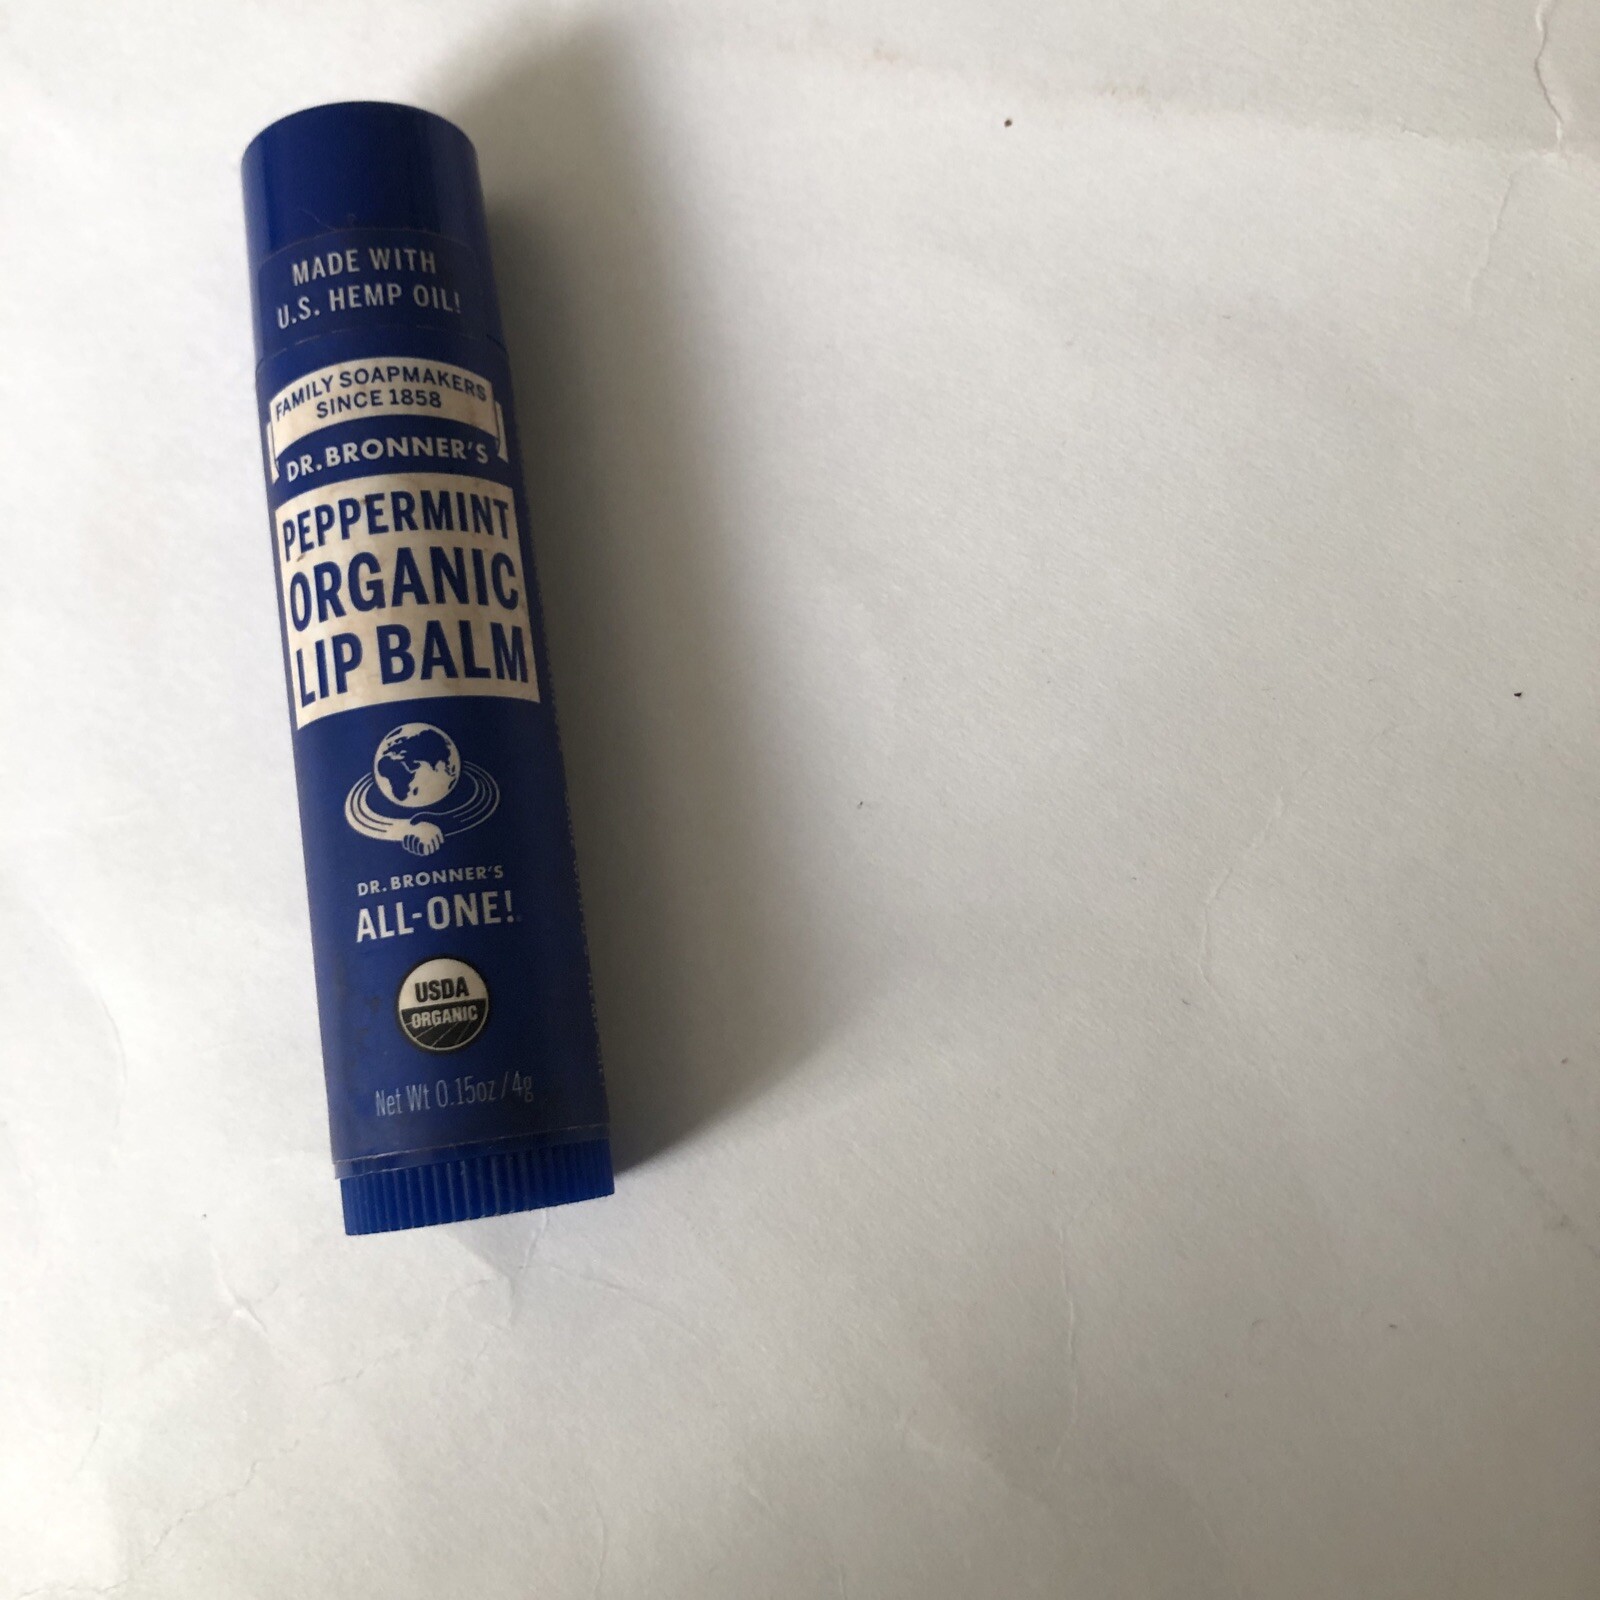 MADE WITH
U.S. HEMP OIL!
FAMILY SOAPMAKERS
SINCE 1858
DR. BRONNER'S
PEPPERMINT
ORGANIC
LIP BALM
DR. BRONNER'S
ALL-ONE!
USDA
ORGANIC
Net Wt 0.15oz / 4g